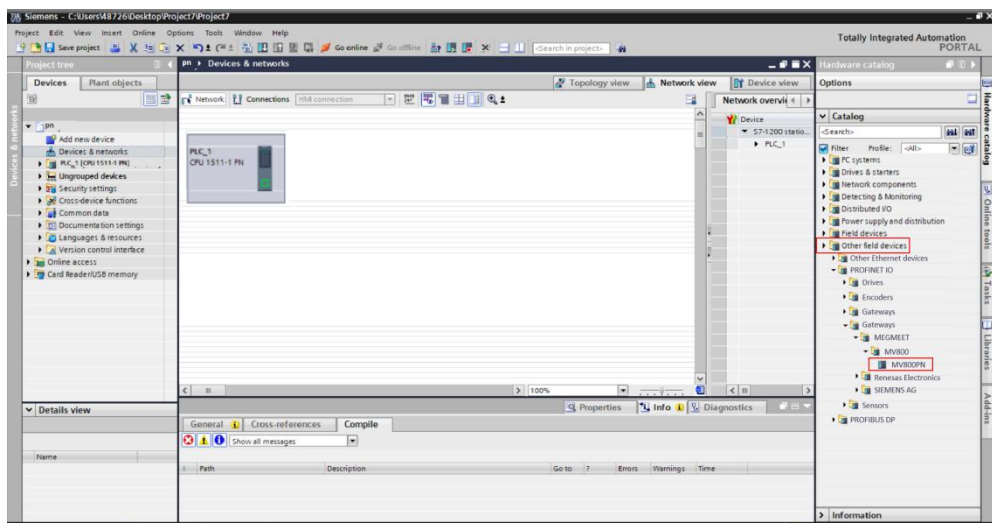 Siemens - C:\Users\48726\Desktop\Project7\Project7
Project Edit View Insert Online Options Tools Window Help
Totally Integrated Automation
PORTAL
Save project
Go online
Go offline
<Search in project>
Project tree
Devices
Plant objects
pn
Add new device
Devices & networks
PLC_1 [CPU 1511-1 PN]
Ungrouped devices
Security settings
Cross-device functions
Common data
Documentation settings
Languages & resources
Version control interface
Online access
Card Reader/USB memory
Details view
Name
Devices & networks
pn > Devices & networks
Topology view
Network view
Device view
Network
Connections
HMI connection
PLC_1
CPU 1511-1 PN
100%
Network overvi
Device
S7-1200 statio...
PLC_1
Properties
Info
Diagnostics
General
Cross-references
Compile
Show all messages
! Path Description Go to ? Errors Warnings Time
Hardware catalog
Options
Catalog
<Search>
Filter Profile: <All>
PC systems
Drives & starters
Network components
Detecting & Monitoring
Distributed I/O
Power supply and distribution
Field devices
Other field devices
Other Ethernet devices
PROFINET IO
Drives
Encoders
Gateways
Gateways
MEGMEET
MV800
MV800PN
Renesas Electronics
SIEMENS AG
Sensors
PROFIBUS DP
Information
Hardware catalog
Online tools
Tasks
Libraries
Add-ins